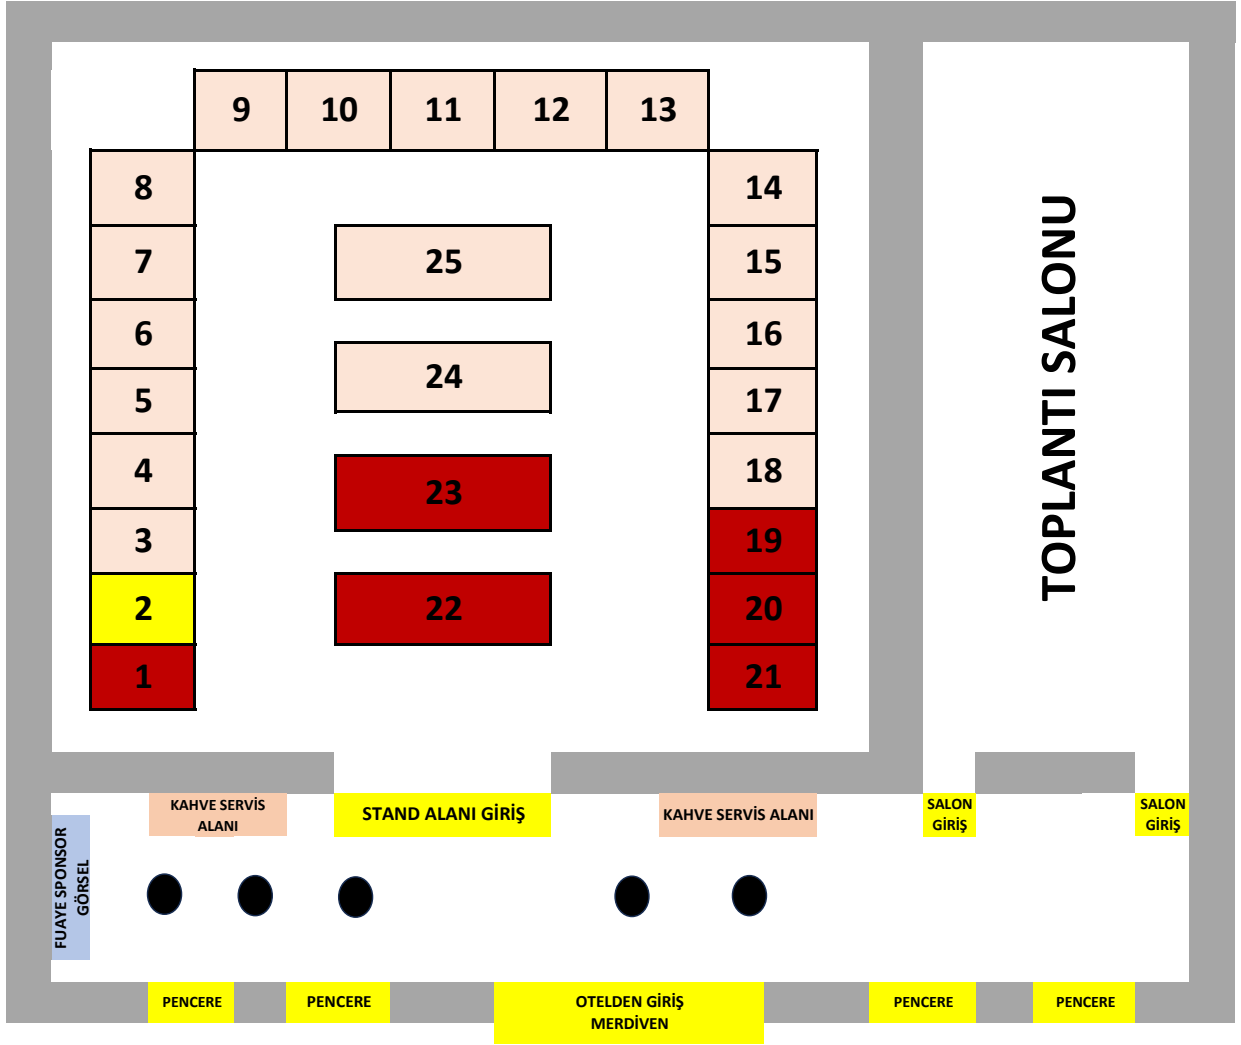 9 10 11 12 13
8 14
7 25 15
6 16
24
5 17
4 18
23
3 19
2 22 20
1 21
TOPLANTI SALONU
KAHVE SERVİS
ALANI
STAND ALANI GİRİŞ
KAHVE SERVİS ALANI
SALON
GİRİŞ
SALON
GİRİŞ
FUAYE SPONSOR
GÖRSEL
PENCERE
PENCERE
OTELDEN GİRİŞ
MERDİVEN
PENCERE
PENCERE